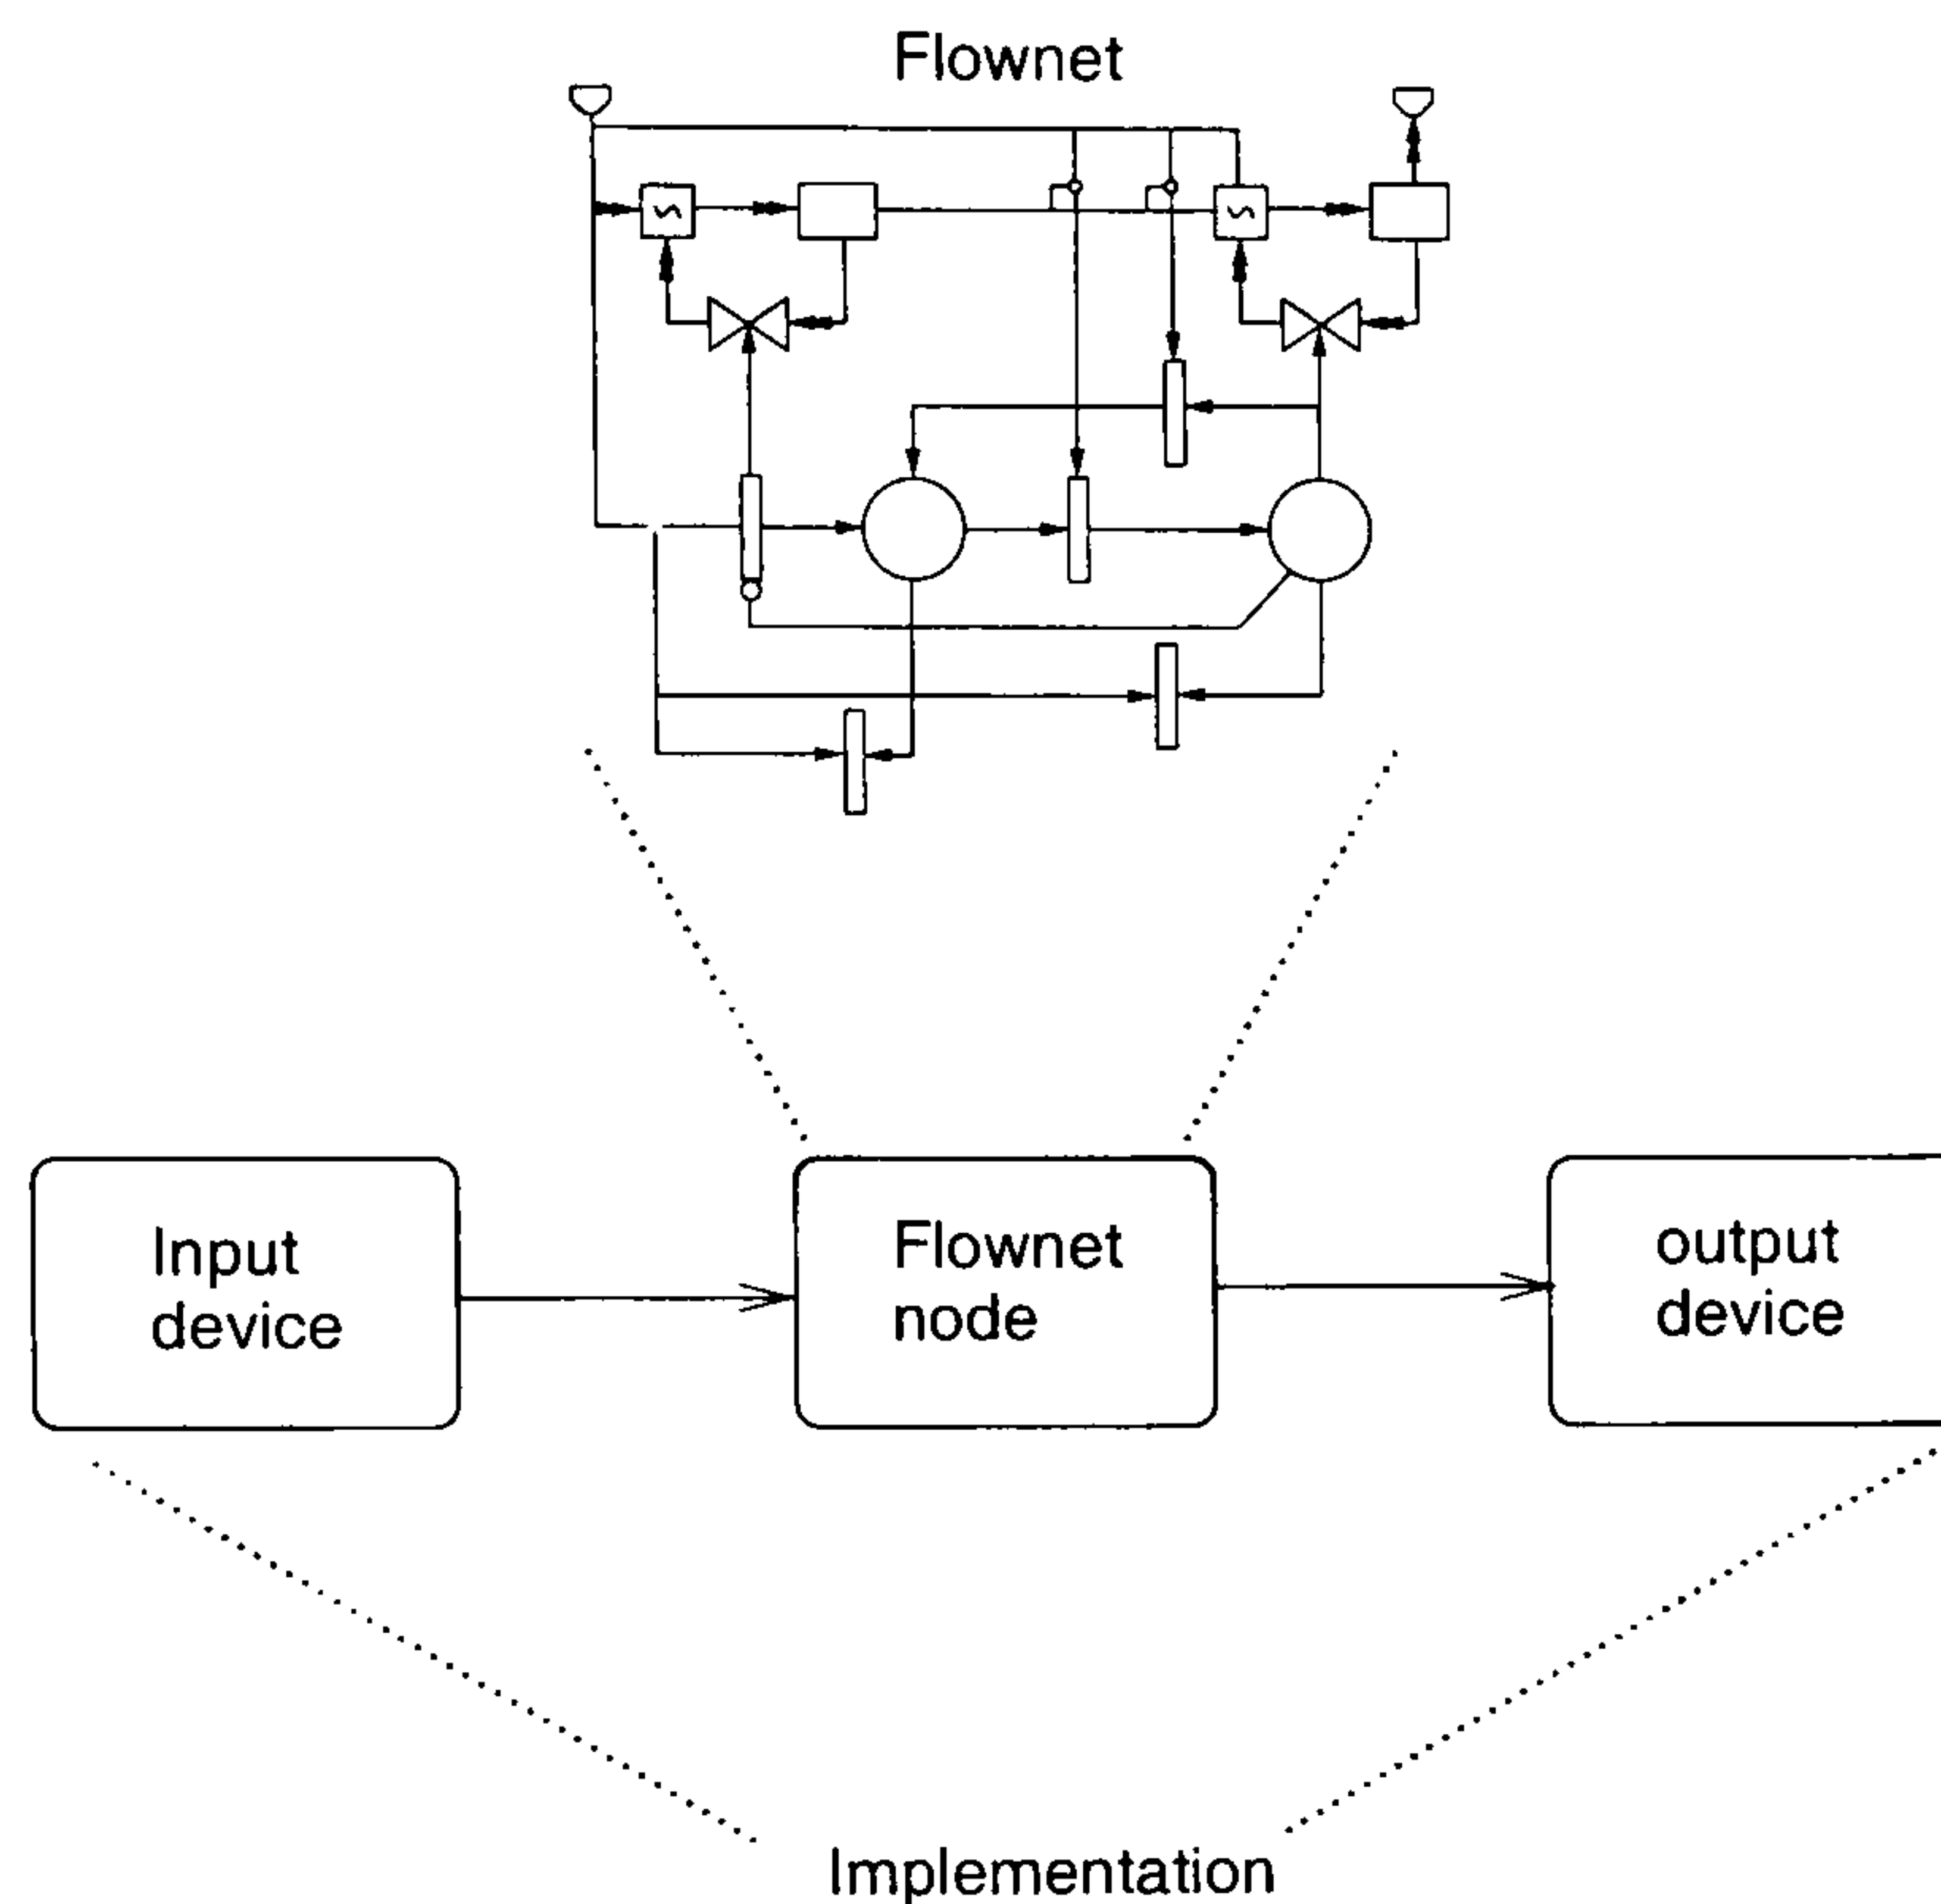 Flownet
Input
device
Flownet
node
output
device
Implementation